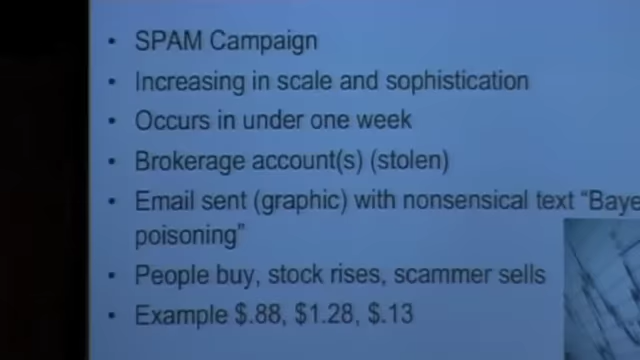 • SPAM Campaign
• Increasing in scale and sophistication
• Occurs in under one week
• Brokerage account(s) (stolen)
• Email sent (graphic) with nonsensical text “Baye
poisoning”
• People buy, stock rises, scammer sells
• Example $.88, $1.28, $.13